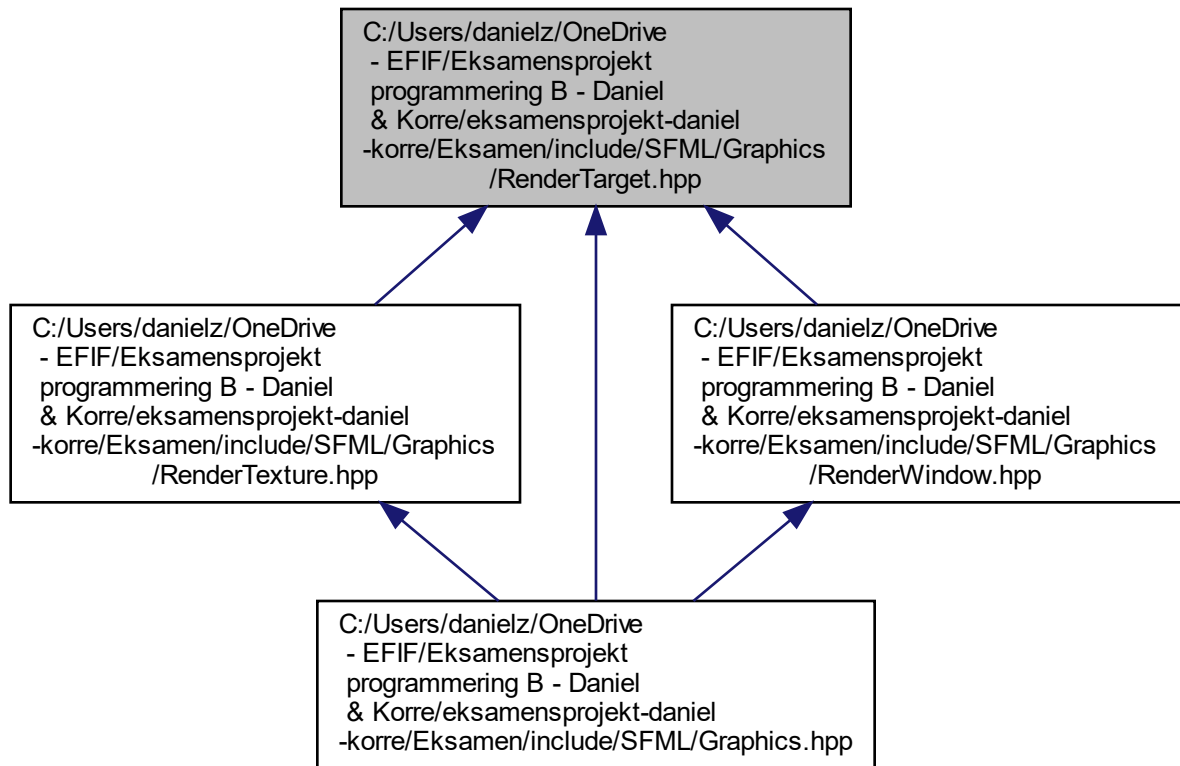 C:/Users/danielz/OneDrive
- EFIF/Eksamensprojekt
programmering B - Daniel
& Korre/eksamensprojekt-daniel
-korre/Eksamen/include/SFML/Graphics
/RenderTarget.hpp
C:/Users/danielz/OneDrive
- EFIF/Eksamensprojekt
programmering B - Daniel
& Korre/eksamensprojekt-daniel
-korre/Eksamen/include/SFML/Graphics
/RenderTexture.hpp
C:/Users/danielz/OneDrive
- EFIF/Eksamensprojekt
programmering B - Daniel
& Korre/eksamensprojekt-daniel
-korre/Eksamen/include/SFML/Graphics
/RenderWindow.hpp
C:/Users/danielz/OneDrive
- EFIF/Eksamensprojekt
programmering B - Daniel
& Korre/eksamensprojekt-daniel
-korre/Eksamen/include/SFML/Graphics.hpp